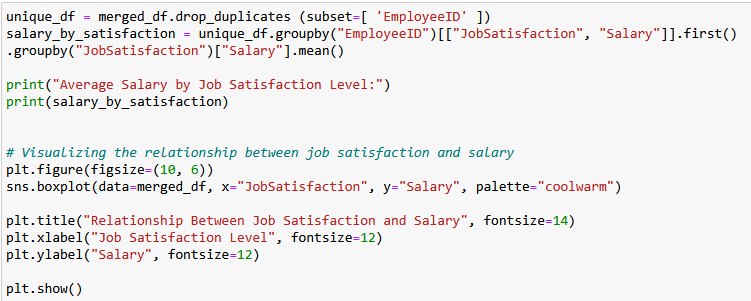 unique_df = merged_df.drop_duplicates (subset=[ 'EmployeeID' ])
salary_by_satisfaction = unique_df.groupby("EmployeeID")[["JobSatisfaction", "Salary"]].first()
.groupby("JobSatisfaction")["Salary"].mean()
print("Average Salary by Job Satisfaction Level:")
print(salary_by_satisfaction)
# Visualizing the relationship between job satisfaction and salary
plt.figure(figsize=(10, 6))
sns.boxplot(data=merged_df, x="JobSatisfaction", y="Salary", palette="coolwarm")
plt.title("Relationship Between Job Satisfaction and Salary", fontsize=14)
plt.xlabel("Job Satisfaction Level", fontsize=12)
plt.ylabel("Salary", fontsize=12)
plt.show()